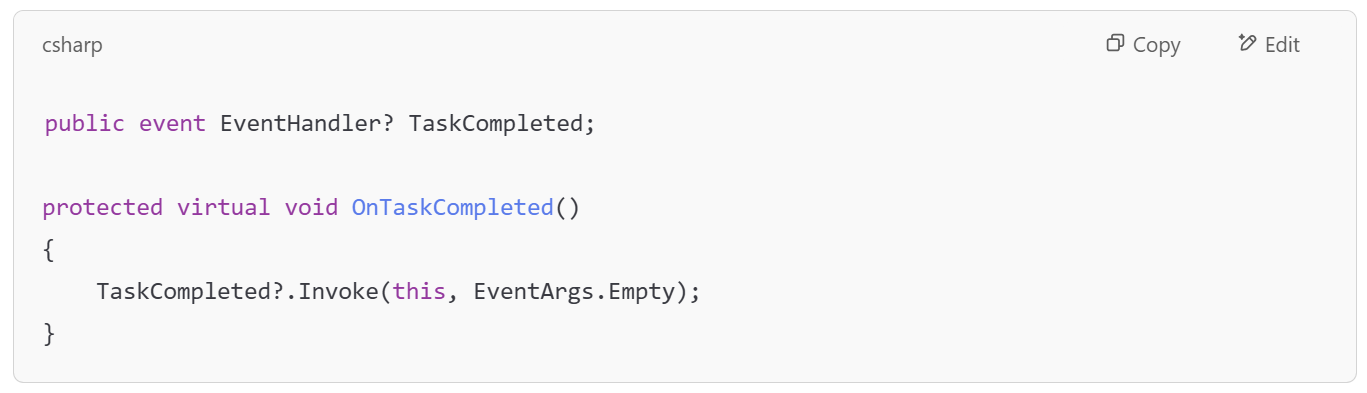 csharp
Copy
Edit
public event EventHandler? TaskCompleted;
protected virtual void OnTaskCompleted()
{
    TaskCompleted?.Invoke(this, EventArgs.Empty);
}